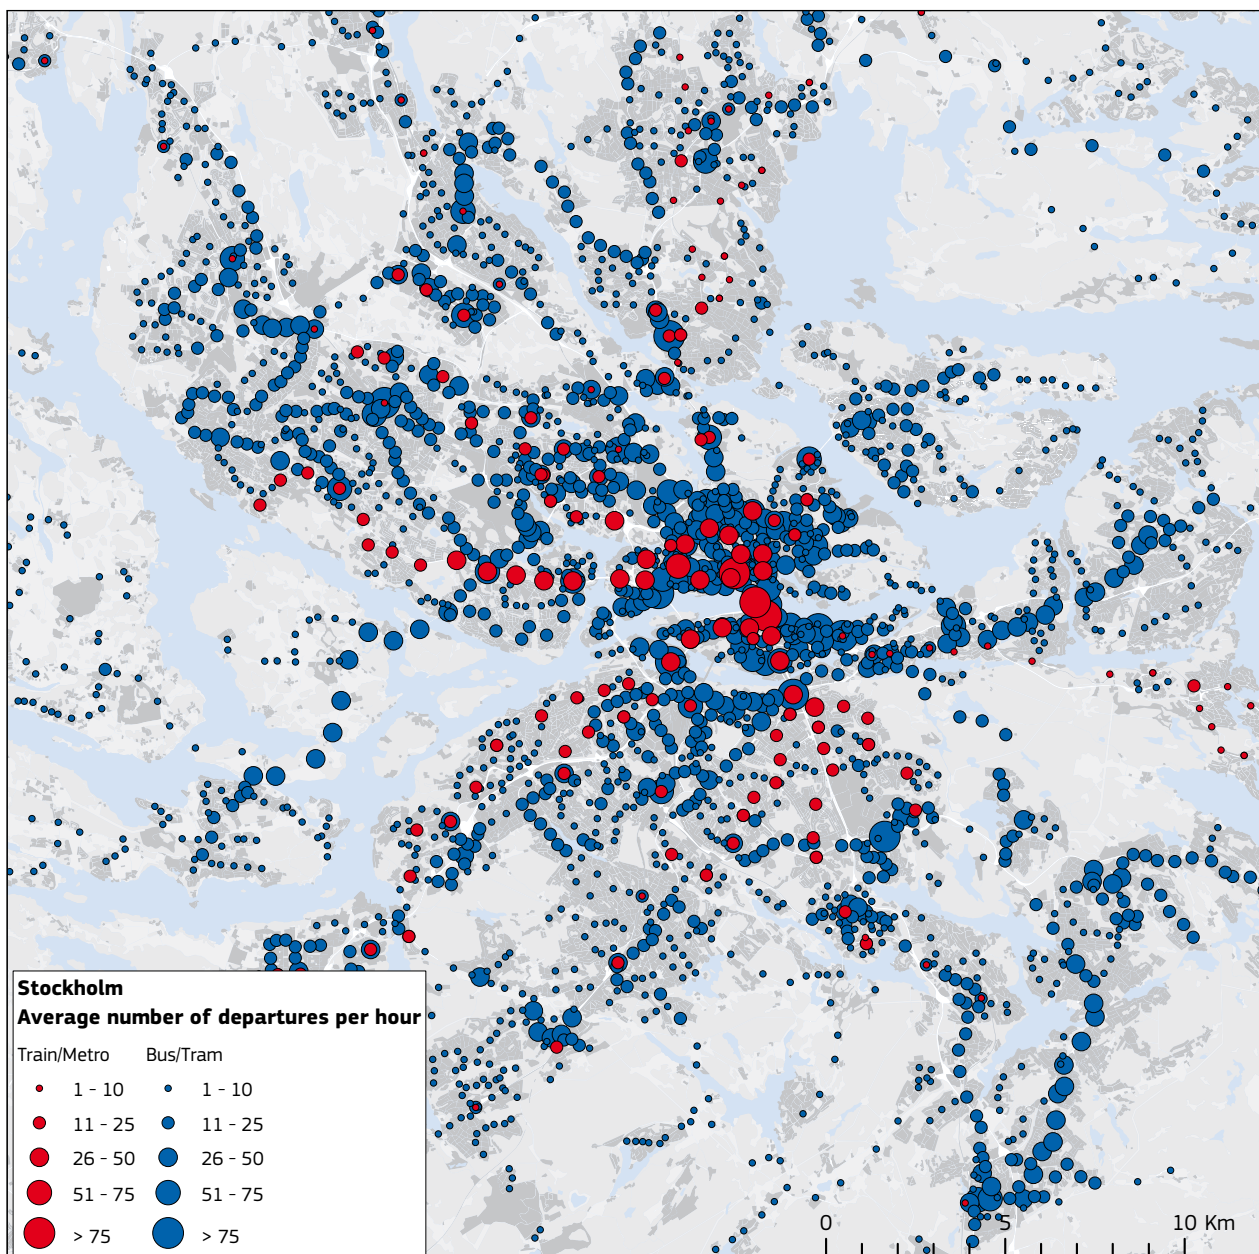 Stockholm
Average number of departures per hour
Train/Metro Bus/Tram
1 - 10 1 - 10
11 - 25 11 - 25
26 - 50 26 - 50
51 - 75 51 - 75
> 75 > 75
0 5 10 Km